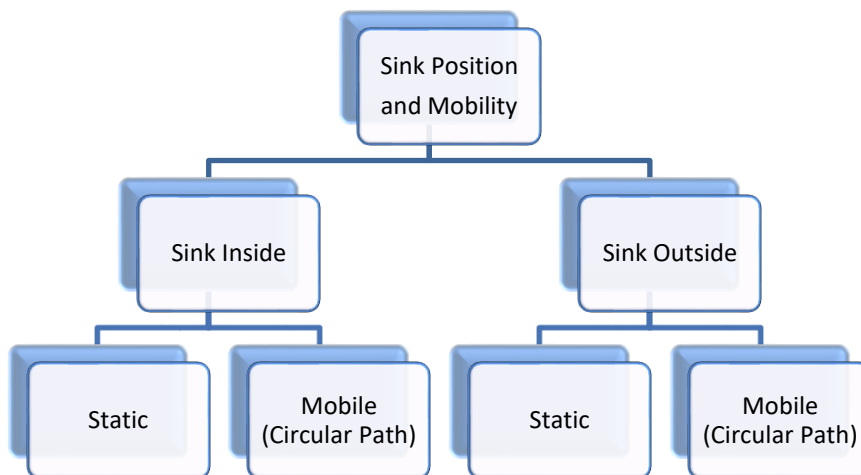 Sink Position
and Mobility
Sink Inside
Sink Outside
Static
Mobile
(Circular Path)
Static
Mobile
(Circular Path)